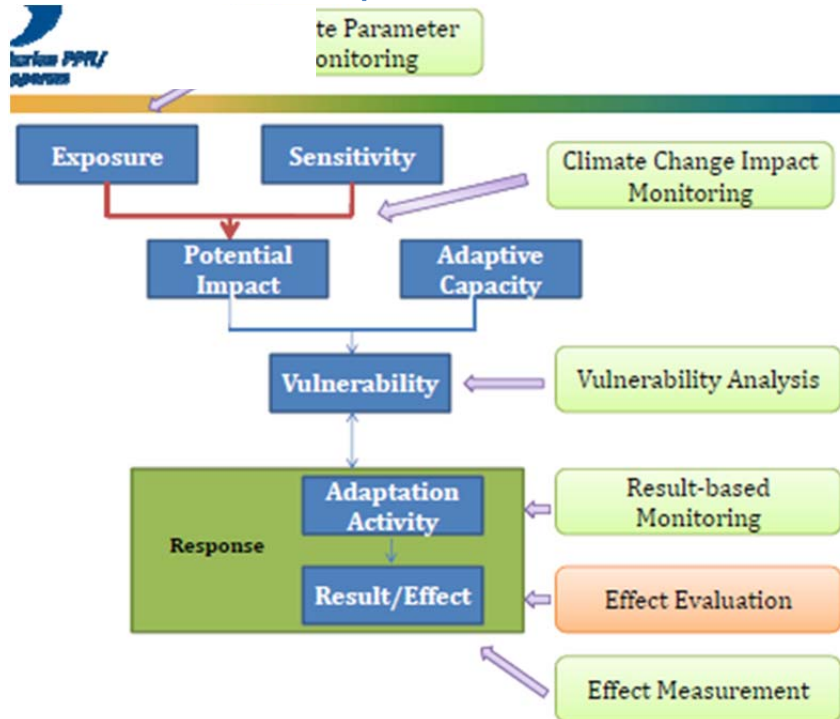 te Parameter
onitoring
PPN/
Exposure
Sensitivity
Climate Change Impact
Monitoring
Potential
Impact
Adaptive
Capacity
Vulnerability
Vulnerability Analysis
Adaptation
Activity
Result-based
Monitoring
Response
Result/Effect
Effect Evaluation
Effect Measurement